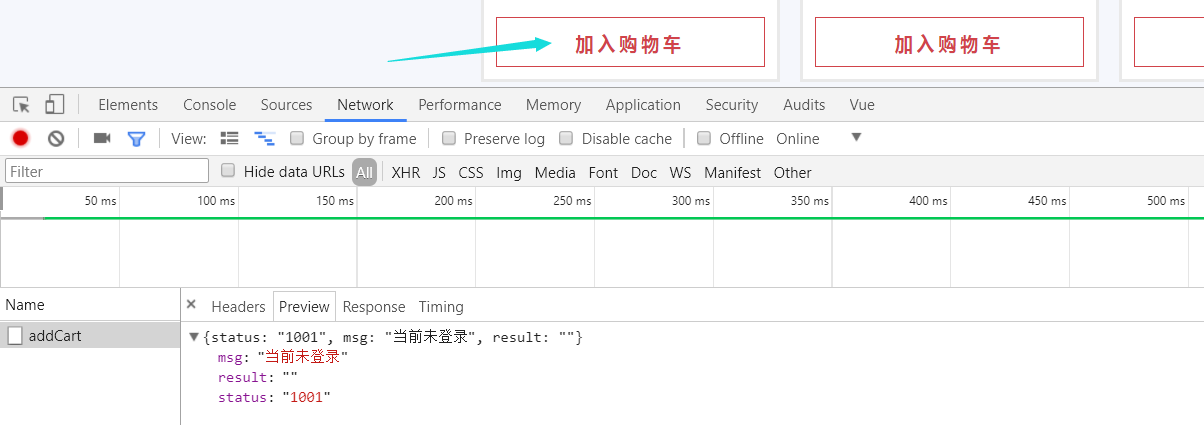 加入购物车 加入购物车
Elements Console Sources Network Performance Memory Application Security Audits Vue
View: Group by frame Preserve log Disable cache Offline Online
Filter Hide data URLs All XHR JS CSS Img Media Font Doc WS Manifest Other
50 ms 100 ms 150 ms 200 ms 250 ms 300 ms 350 ms 400 ms 450 ms 500 ms
Name × Headers Preview Response Timing
addCart ▼{status: "1001", msg: "当前未登录", result: ""}
msg: "当前未登录"
result: ""
status: "1001"